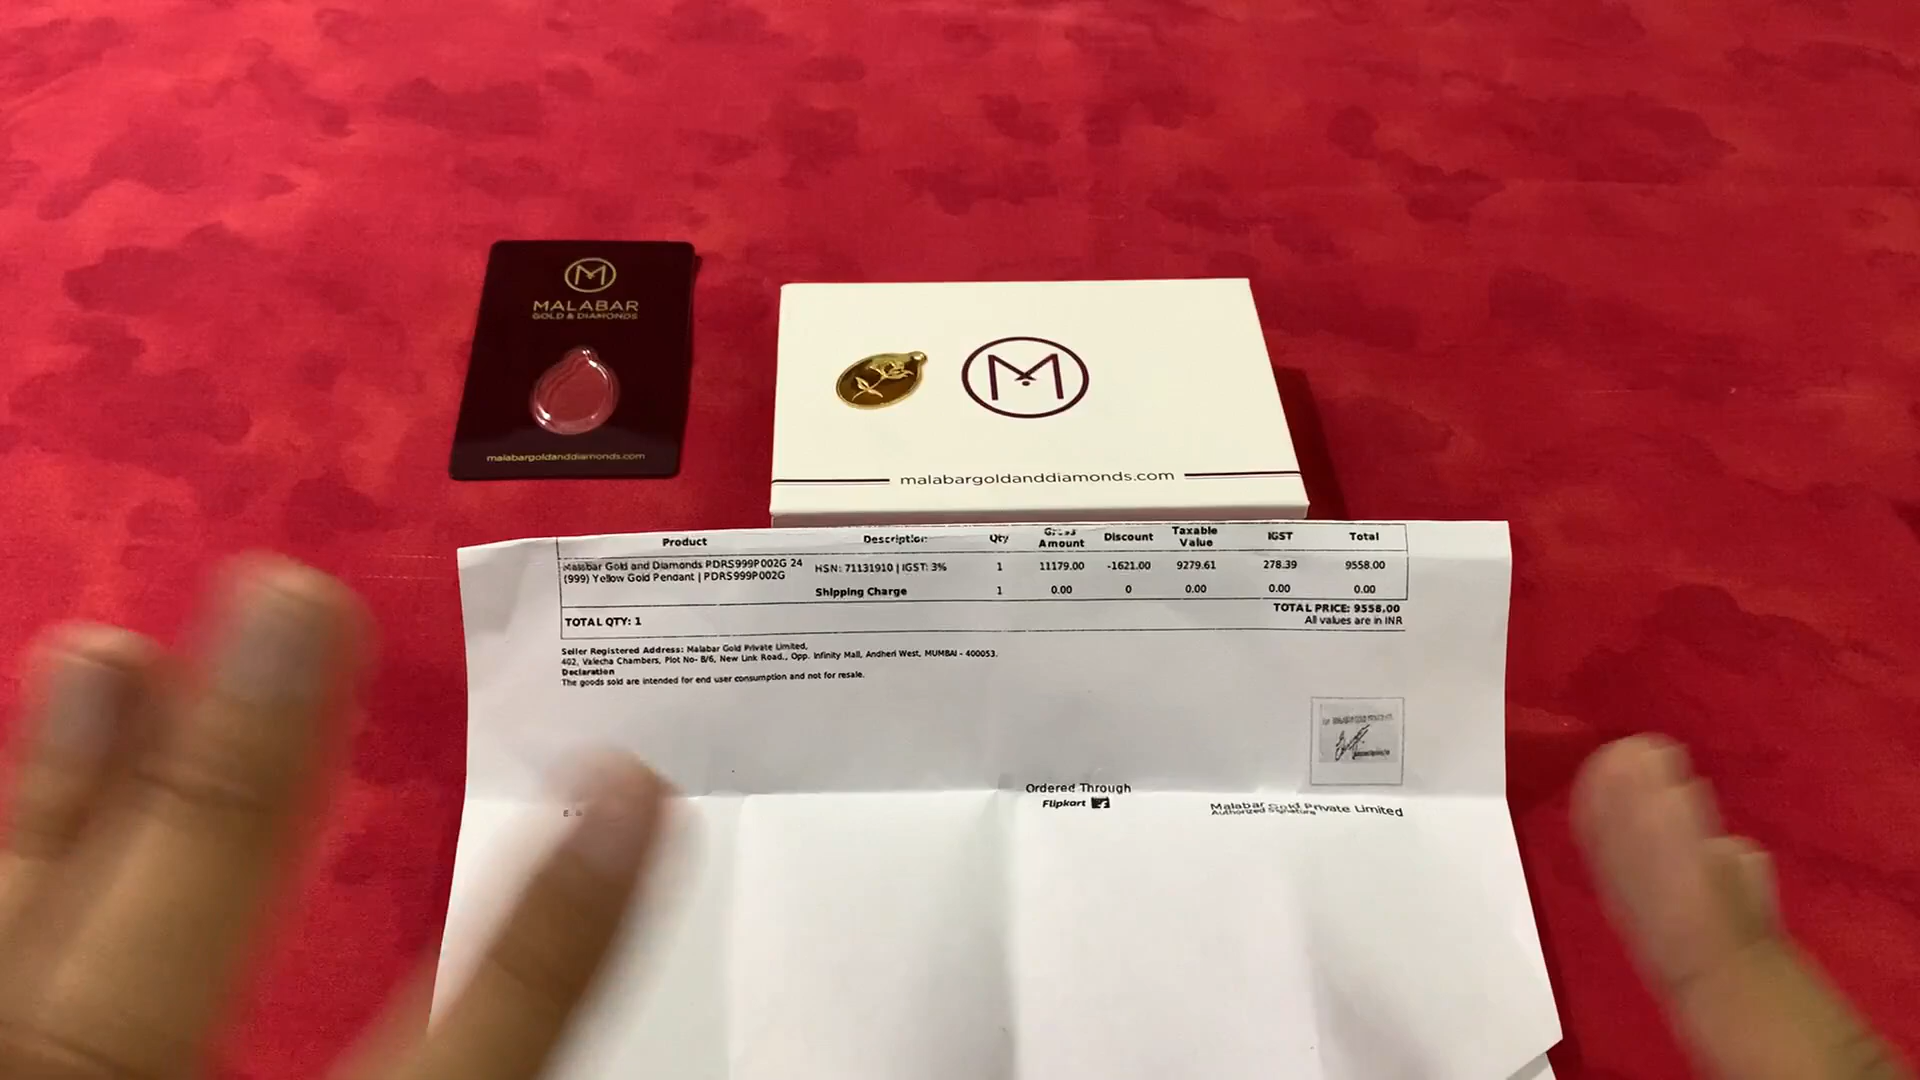 MALABAR
GOLD & DIAMONDS
malabargoldanddiamonds.com
M
malabargoldanddiamonds.com
Product Description Qty Gross Amount Discount Taxable Value IGST Total
Malabar Gold and Diamonds PDRS999P002G 24 HSN: 71131910 | IGST: 3% 1 11179.00 -1621.00 9279.61 278.39 9558.00
(999) Yellow Gold Pendant | PDRS999P002G
Shipping Charge 1 0.00 0 0.00 0.00 0.00
TOTAL QTY: 1 TOTAL PRICE: 9558.00
All values are in INR
Seller Registered Address: Malabar Gold Private Limited,
402, Valecha Chambers, Plot No- B/6, New Link Road., Opp. Infinity Mall, Andheri West, MUMBAI - 400053.
Declaration
The goods sold are intended for end user consumption and not for resale.
Ordered Through
Flipkart
Malabar Gold Private Limited
Authorized Signature